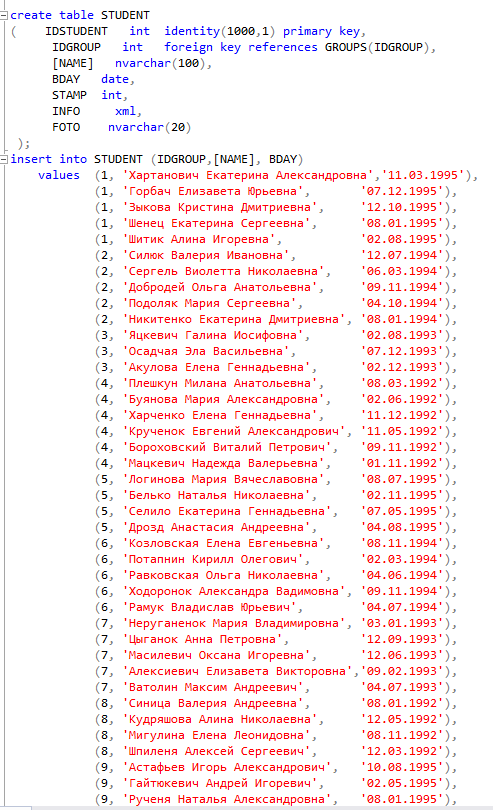 create table STUDENT
(    IDSTUDENT   int  identity(1000,1) primary key,
IDGROUP   int   foreign key references GROUPS(IDGROUP),
[NAME]   nvarchar(100),
BDAY   date,
STAMP  int,
INFO     xml,
FOTO    nvarchar(20)
);
insert into STUDENT (IDGROUP,[NAME], BDAY)
values  (1, 'Хартанович Екатерина Александровна','11.03.1995'),
(1, 'Горбач Елизавета Юрьевна',       '07.12.1995'),
(1, 'Зыкова Кристина Дмитриевна',     '12.10.1995'),
(1, 'Шенец Екатерина Сергеевна',      '08.01.1995'),
(1, 'Шитик Алина Игоревна',           '02.08.1995'),
(2, 'Силюк Валерия Ивановна',         '12.07.1994'),
(2, 'Сергель Виолетта Николаевна',    '06.03.1994'),
(2, 'Добродей Ольга Анатольевна',     '09.11.1994'),
(2, 'Подоляк Мария Сергеевна',        '04.10.1994'),
(2, 'Никитенко Екатерина Дмитриевна', '08.01.1994'),
(3, 'Яцкевич Галина Иосифовна',       '02.08.1993'),
(3, 'Осадчая Эла Васильевна',         '07.12.1993'),
(3, 'Акулова Елена Геннадьевна',      '02.12.1993'),
(4, 'Плешкун Милана Анатольевна',     '08.03.1992'),
(4, 'Буянова Мария Александровна',    '02.06.1992'),
(4, 'Харченко Елена Геннадьевна',     '11.12.1992'),
(4, 'Крученок Евгений Александрович', '11.05.1992'),
(4, 'Бороховский Виталий Петрович',   '09.11.1992'),
(4, 'Мацкевич Надежда Валерьевна',    '01.11.1992'),
(5, 'Логинова Мария Вячеславовна',    '08.07.1995'),
(5, 'Белько Наталья Николаевна',      '02.11.1995'),
(5, 'Селило Екатерина Геннадьевна',   '07.05.1995'),
(5, 'Дрозд Анастасия Андреевна',      '04.08.1995'),
(6, 'Козловская Елена Евгеньевна',    '08.11.1994'),
(6, 'Потапнин Кирилл Олегович',       '02.03.1994'),
(6, 'Равковская Ольга Николаевна',    '04.06.1994'),
(6, 'Ходоронок Александра Вадимовна', '09.11.1994'),
(6, 'Рамук Владислав Юрьевич',        '04.07.1994'),
(7, 'Неруганенок Мария Владимировна', '03.01.1993'),
(7, 'Цыганок Анна Петровна',          '12.09.1993'),
(7, 'Масилевич Оксана Игоревна',      '12.06.1993'),
(7, 'Алексиевич Елизавета Викторовна','09.02.1993'),
(7, 'Ватолин Максим Андреевич',       '04.07.1993'),
(8, 'Синица Валерия Андреевна',       '08.01.1992'),
(8, 'Кудряшова Алина Николаевна',     '12.05.1992'),
(8, 'Мигулина Елена Леонидовна',      '08.11.1992'),
(8, 'Шпиленя Алексей Сергеевич',      '12.03.1992'),
(9, 'Астафьев Игорь Александрович',   '10.08.1995'),
(9, 'Гайтюкевич Андрей Игоревич',     '02.05.1995'),
(9, 'Рученя Наталья Александровна',   '08.01.1995'),